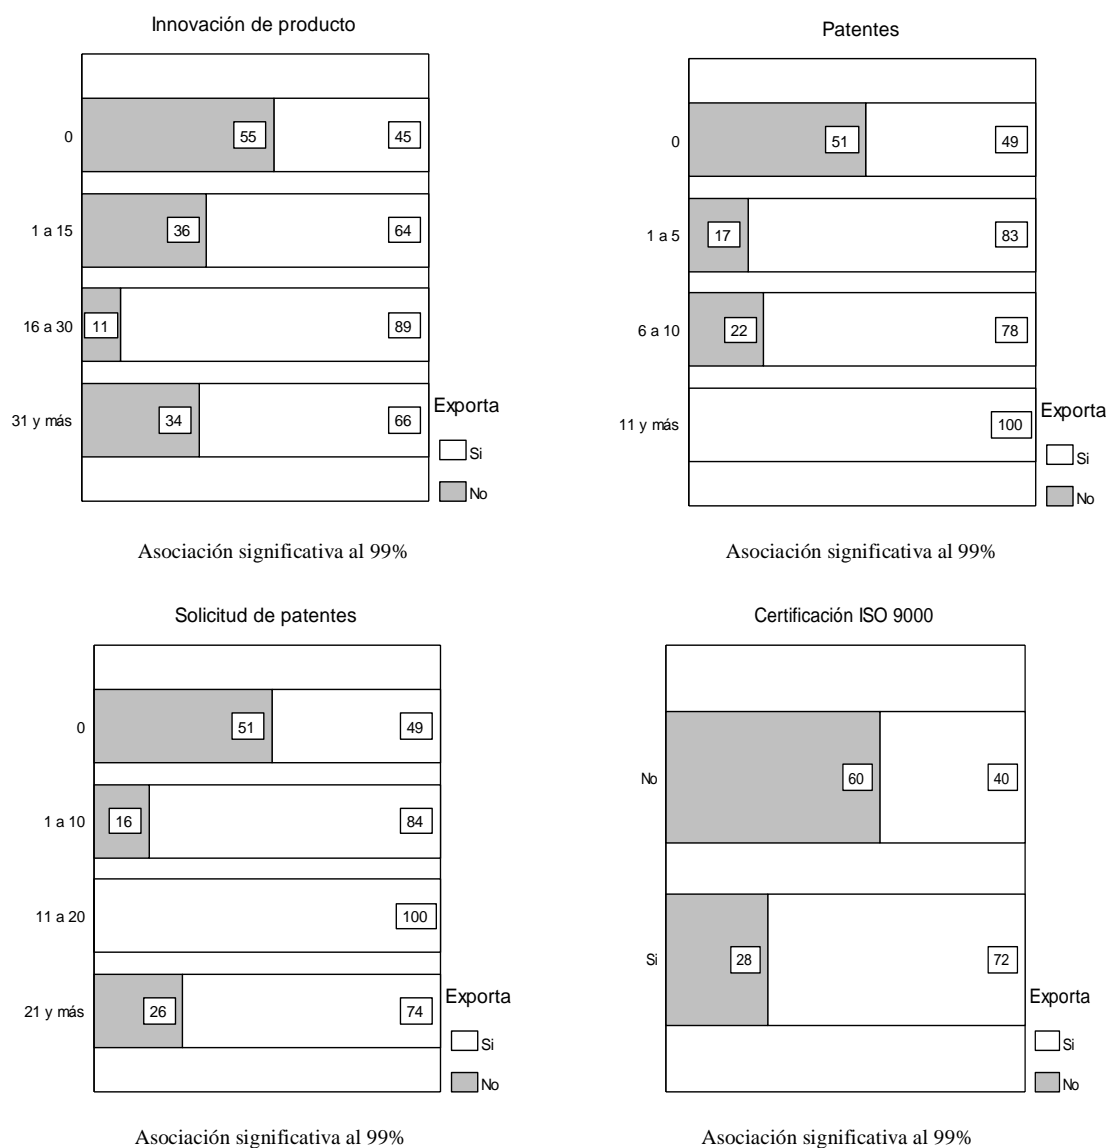 Innovación de producto
0
55
45
1 a 15
36
64
16 a 30
11
89
31 y más
34
66
Exporta
Si
No
Asociación significativa al 99%
Patentes
0
51
49
1 a 5
17
83
6 a 10
22
78
11 y más
100
Exporta
Si
No
Asociación significativa al 99%
Solicitud de patentes
0
51
49
1 a 10
16
84
11 a 20
100
21 y más
26
74
Exporta
Si
No
Asociación significativa al 99%
Certificación ISO 9000
No
60
40
Si
28
72
Exporta
Si
No
Asociación significativa al 99%